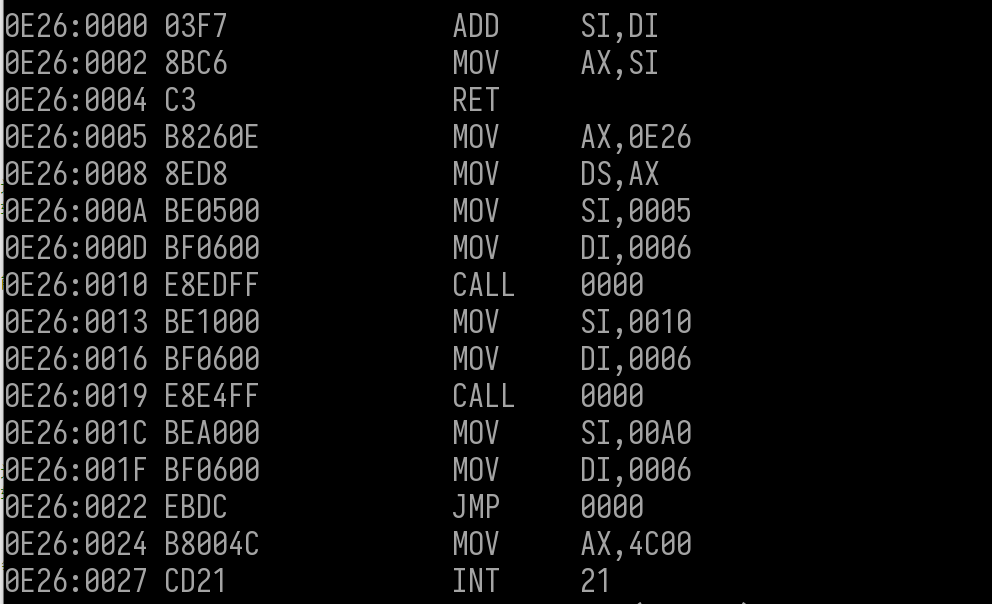 0E26:0000 03F7 ADD SI,DI
0E26:0002 8BC6 MOV AX,SI
0E26:0004 C3 RET
0E26:0005 B8260E MOV AX,0E26
0E26:0008 8ED8 MOV DS,AX
0E26:000A BE0500 MOV SI,0005
0E26:000D BF0600 MOV DI,0006
0E26:0010 E8EDFF CALL 0000
0E26:0013 BE1000 MOV SI,0010
0E26:0016 BF0600 MOV DI,0006
0E26:0019 E8E4FF CALL 0000
0E26:001C BEA000 MOV SI,00A0
0E26:001F BF0600 MOV DI,0006
0E26:0022 EBDC JMP 0000
0E26:0024 B8004C MOV AX,4C00
0E26:0027 CD21 INT 21